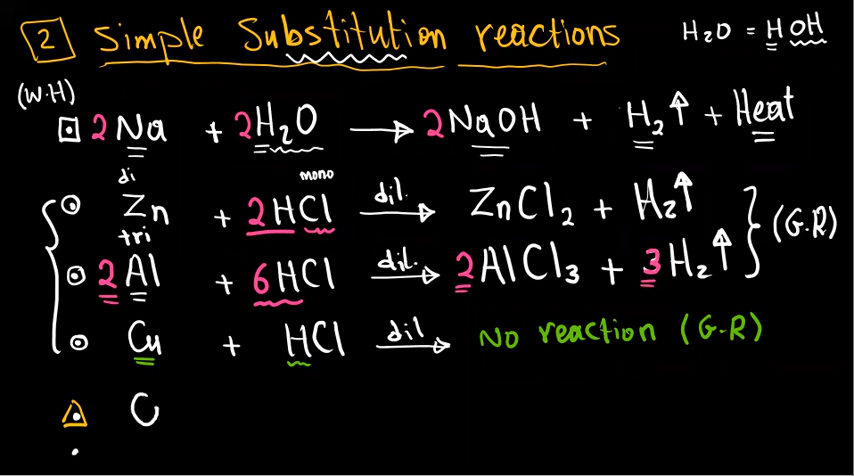 2 Simple Substitution reactions H₂O = H OH
(W.H)
2Na + 2H₂O → 2NaOH + H₂↑ + Heat
di mono
Zn + 2HCl dil. → ZnCl₂ + H₂↑
tri
2Al + 6HCl dil. → 2AlCl₃ + 3H₂↑ (G.R)
Cu + HCl dil → No reaction (G.R)
C